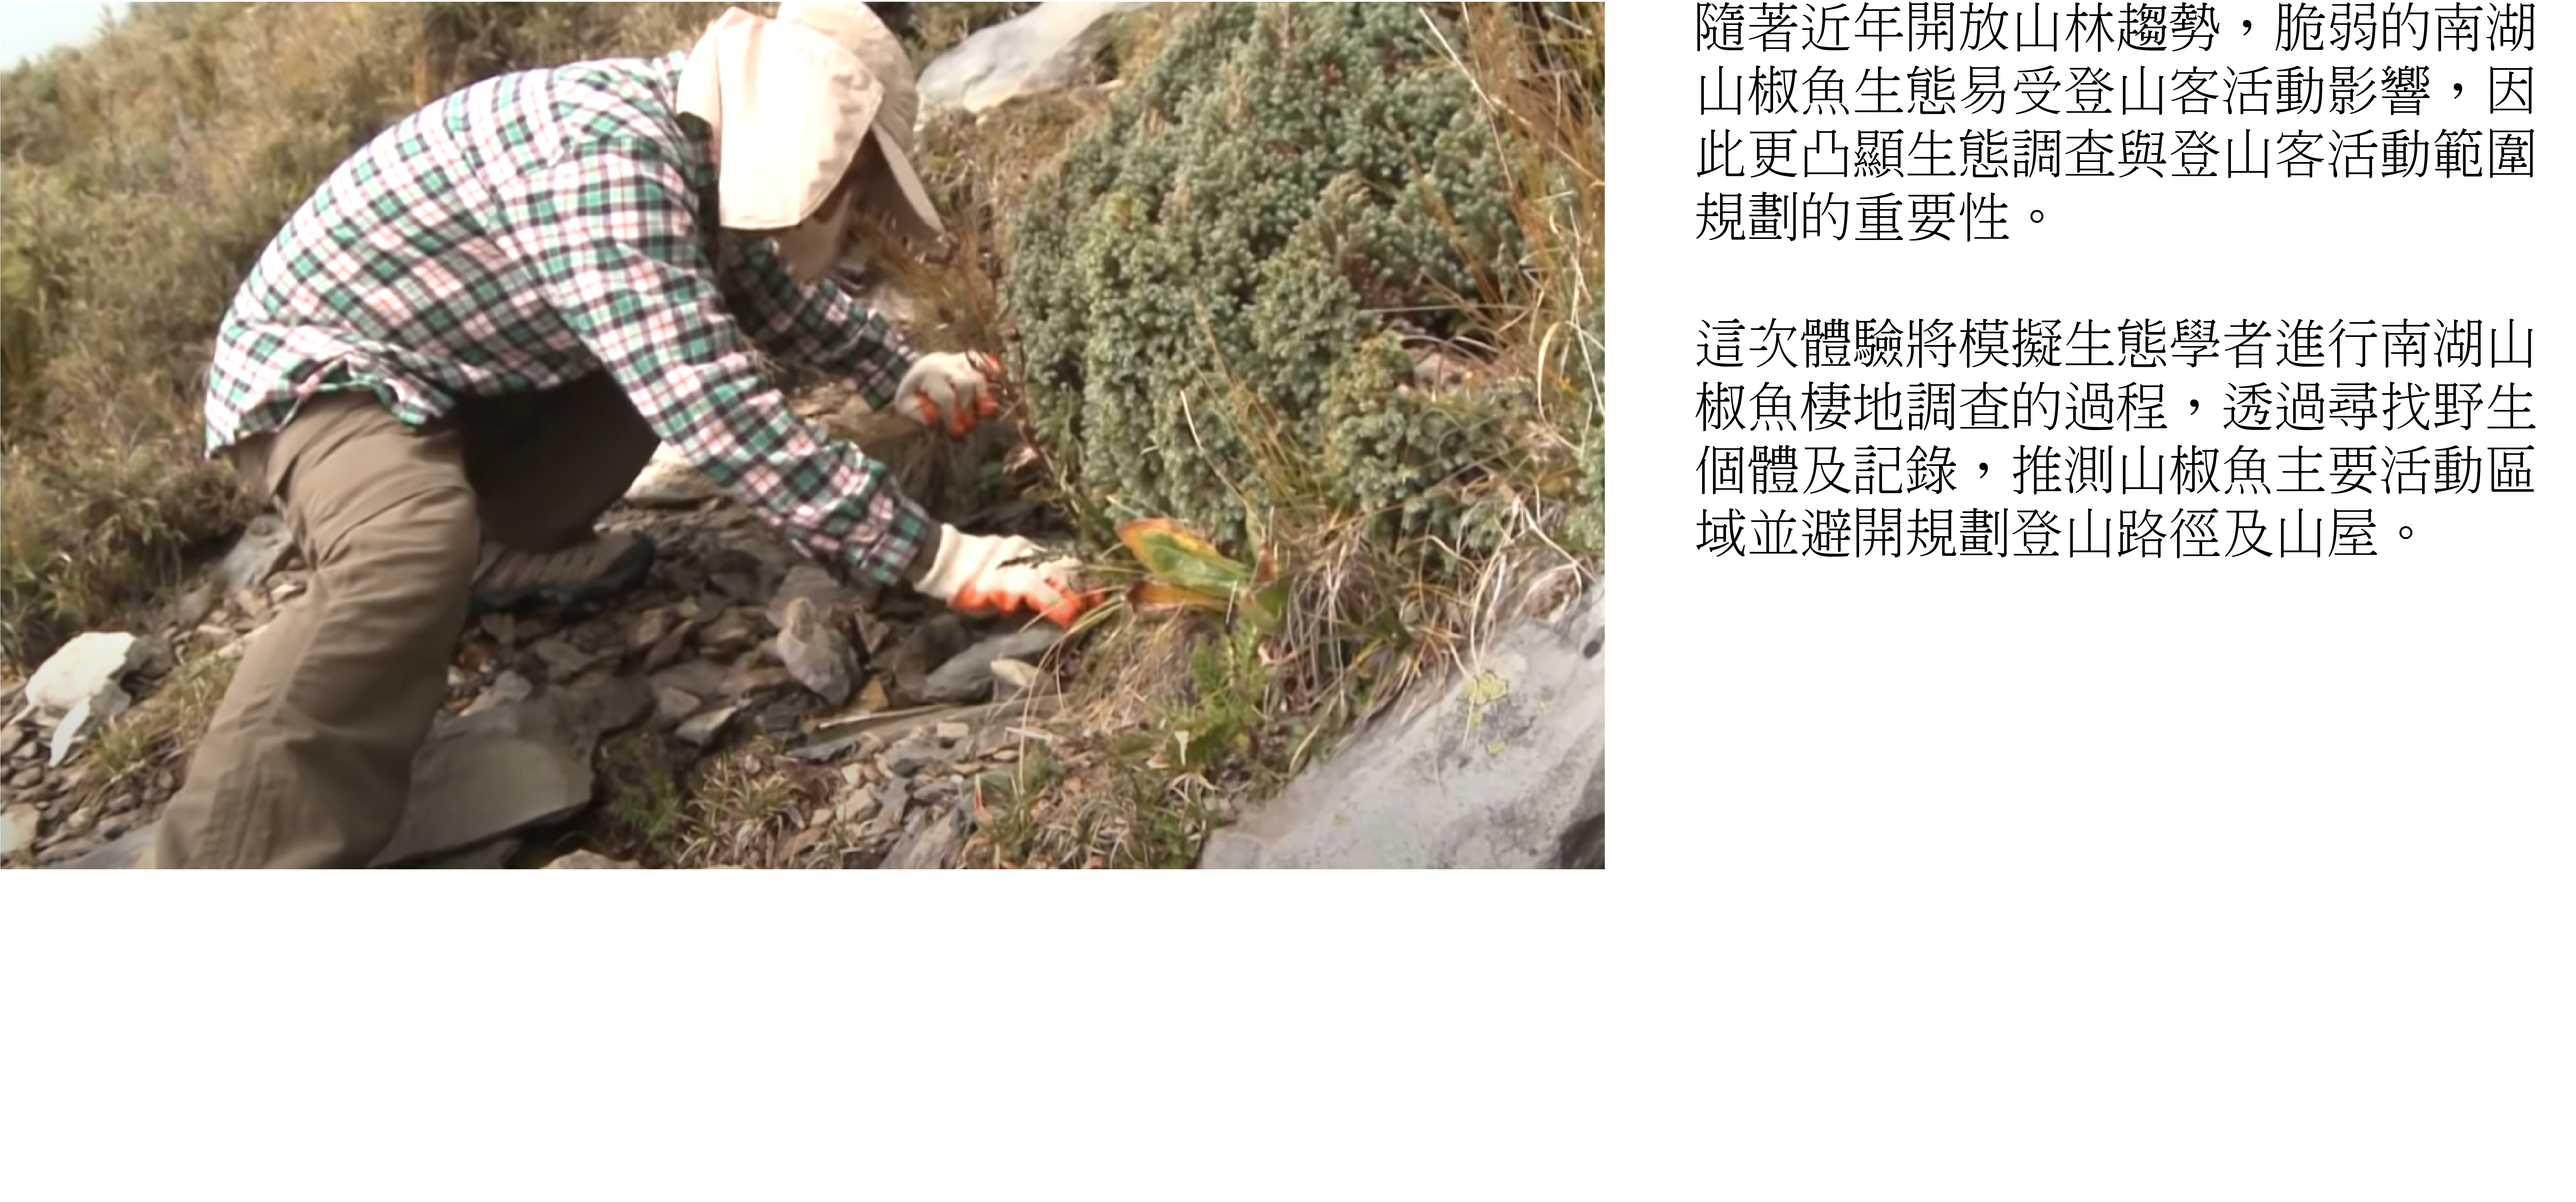 隨著近年開放山林趨勢，脆弱的南湖
山椒魚生態易受登山客活動影響，因
此更凸顯生態調查與登山客活動範圍
規劃的重要性。
這次體驗將模擬生態學者進行南湖山
椒魚棲地調查的過程，透過尋找野生
個體及記錄，推測山椒魚主要活動區
域並避開規劃登山路徑及山屋。